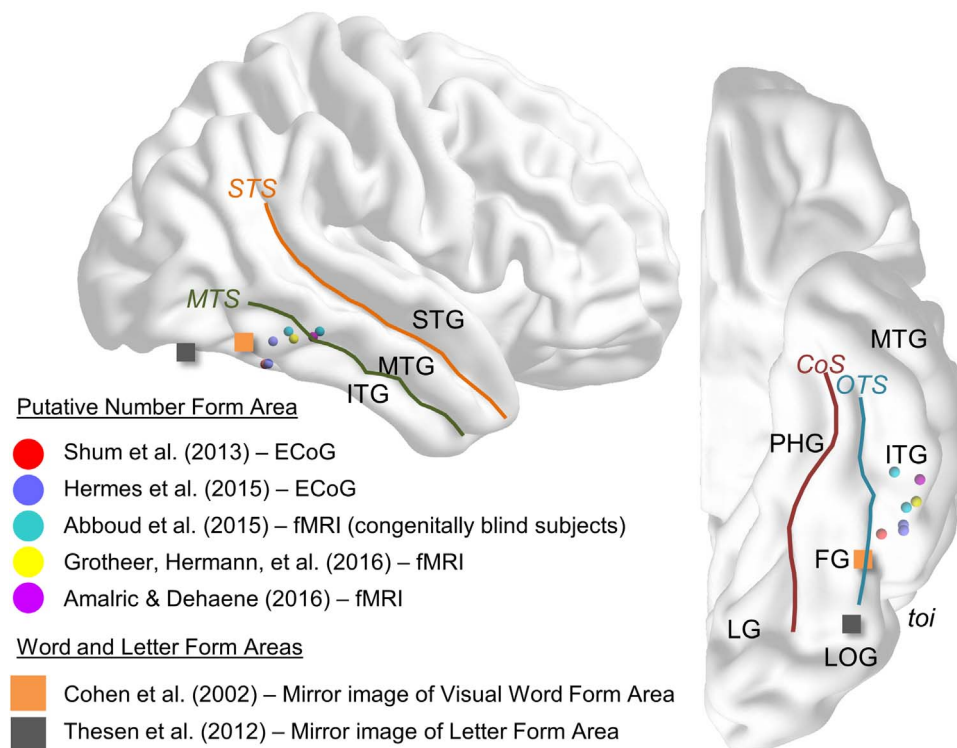 STS
MTS
STG
MTG
ITG
MTG
CoS
OTS
PHG
ITG
FG
toi
LG
LOG
Putative Number Form Area
Shum et al. (2013) – ECoG
Hermes et al. (2015) – ECoG
Abboud et al. (2015) – fMRI (congenitally blind subjects)
Grotheer, Hermann, et al. (2016) – fMRI
Amalric & Dehaene (2016) – fMRI
Word and Letter Form Areas
Cohen et al. (2002) – Mirror image of Visual Word Form Area
Thesen et al. (2012) – Mirror image of Letter Form Area